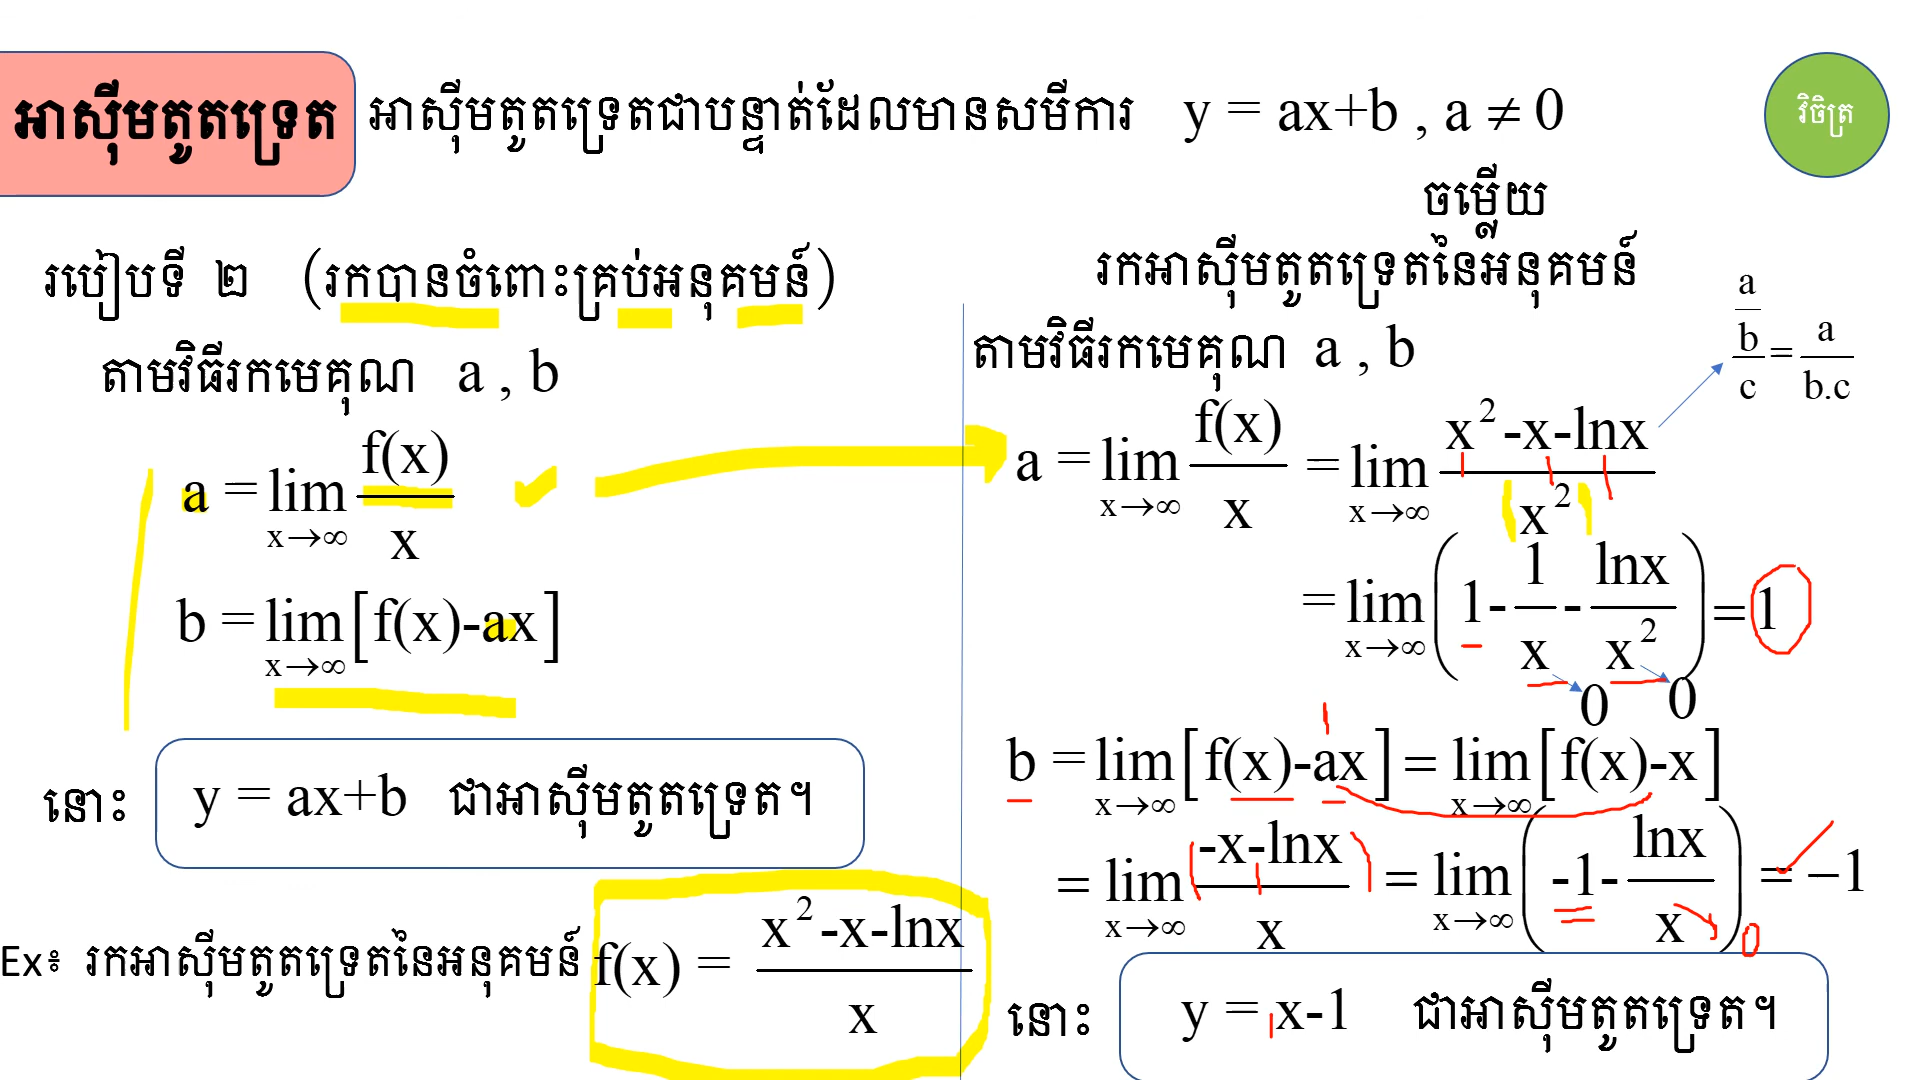 អាស៊ីមតូតទ្រេត
អាស៊ីមតូតទ្រេតជាបន្ទាត់ដែលមានសមីការ y = ax+b , a ≠ 0
វិចិត្រ
របៀបទី ២ (រកបានចំពោះគ្រប់អនុគមន៍)
តាមវិធីរកមេគុណ a , b
a = lim x→∞ f(x)/x
b = lim x→∞ [f(x)-ax]
នោះ y = ax+b ជាអាស៊ីមតូតទ្រេត។
Ex៖ រកអាស៊ីមតូតទ្រេតនៃអនុគមន៍ f(x) = (x²-x-lnx)/x
ចម្លើយ
រកអាស៊ីមតូតទ្រេតនៃអនុគមន៍
តាមវិធីរកមេគុណ a , b
(a/b)/c = a/(b.c)
a = lim x→∞ f(x)/x = lim x→∞ (x²-x-lnx)/x²
= lim x→∞ (1-1/x-lnx/x²) = 1
0 0
b = lim x→∞ [f(x)-ax] = lim x→∞ [f(x)-x]
= lim x→∞ (-x-lnx)/x = lim x→∞ (-1-lnx/x) = −1
0
នោះ y = x-1 ជាអាស៊ីមតូតទ្រេត។